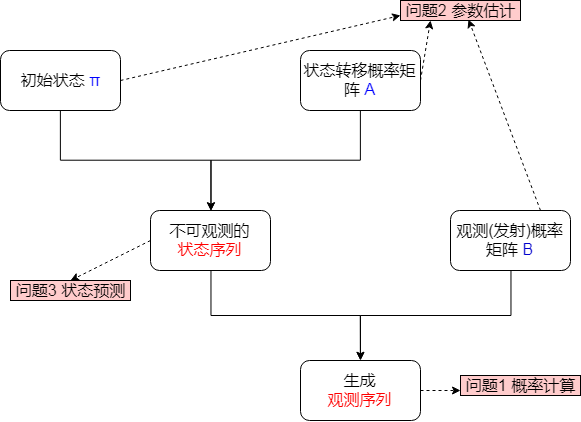 问题2 参数估计
初始状态 π
状态转移概率矩
阵 A
不可观测的
状态序列
观测(发射)概率
矩阵 B
问题3 状态预测
生成
观测序列
问题1 概率计算